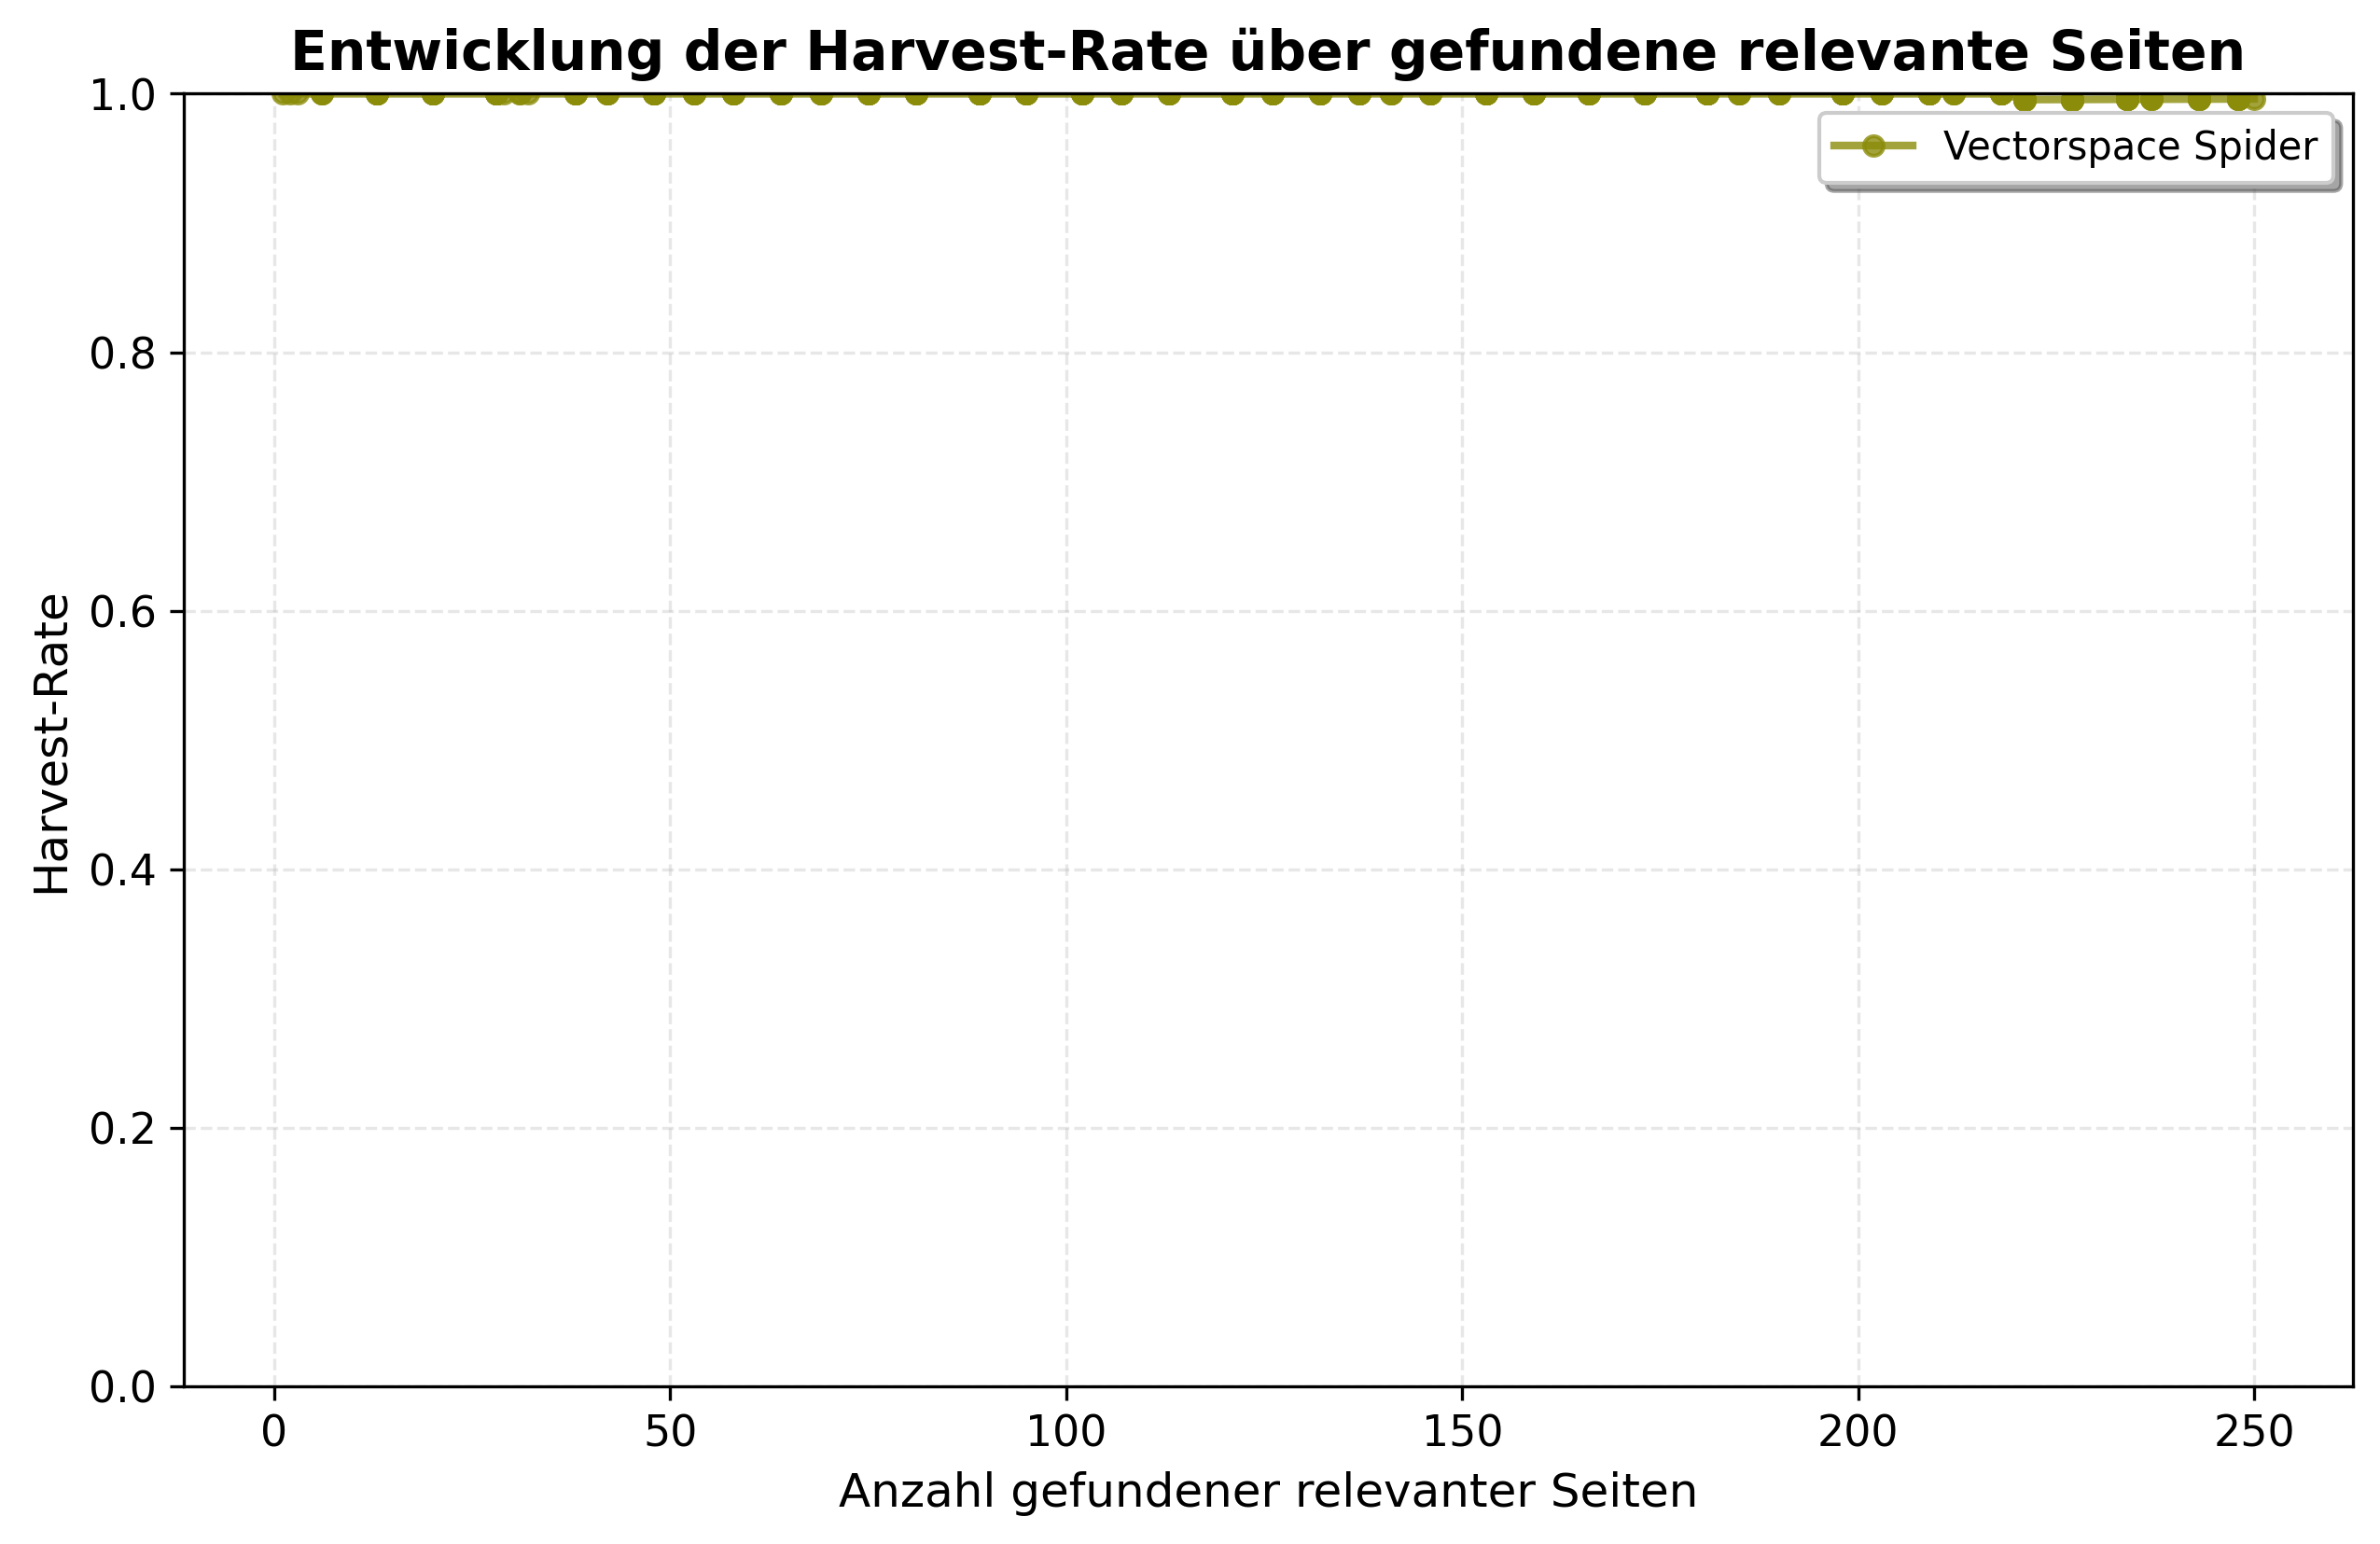 Entwicklung der Harvest-Rate über gefundene relevante Seiten
1.0
0.8
0.6
0.4
0.2
0.0
Harvest-Rate
Vectorspace Spider
0 50 100 150 200 250
Anzahl gefundener relevanter Seiten